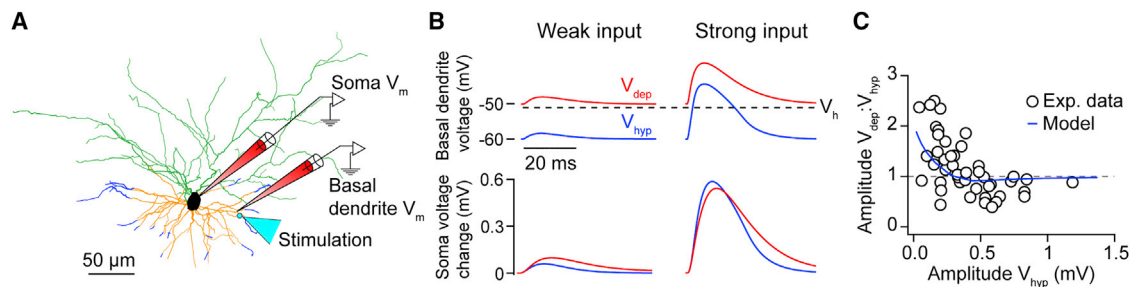 A
Soma Vm
Basal
dendrite Vm
Stimulation
50 µm
B
Weak input
Strong input
Basal dendrite
voltage (mV)
-50
-60
Vdep
Vhyp
Vh
20 ms
Soma voltage
change (mV)
0.6
0.3
0
C
Amplitude Vdep:Vhyp
3
2
1
0
Exp. data
Model
0.0
0.5
1.0
1.5
Amplitude Vhyp (mV)